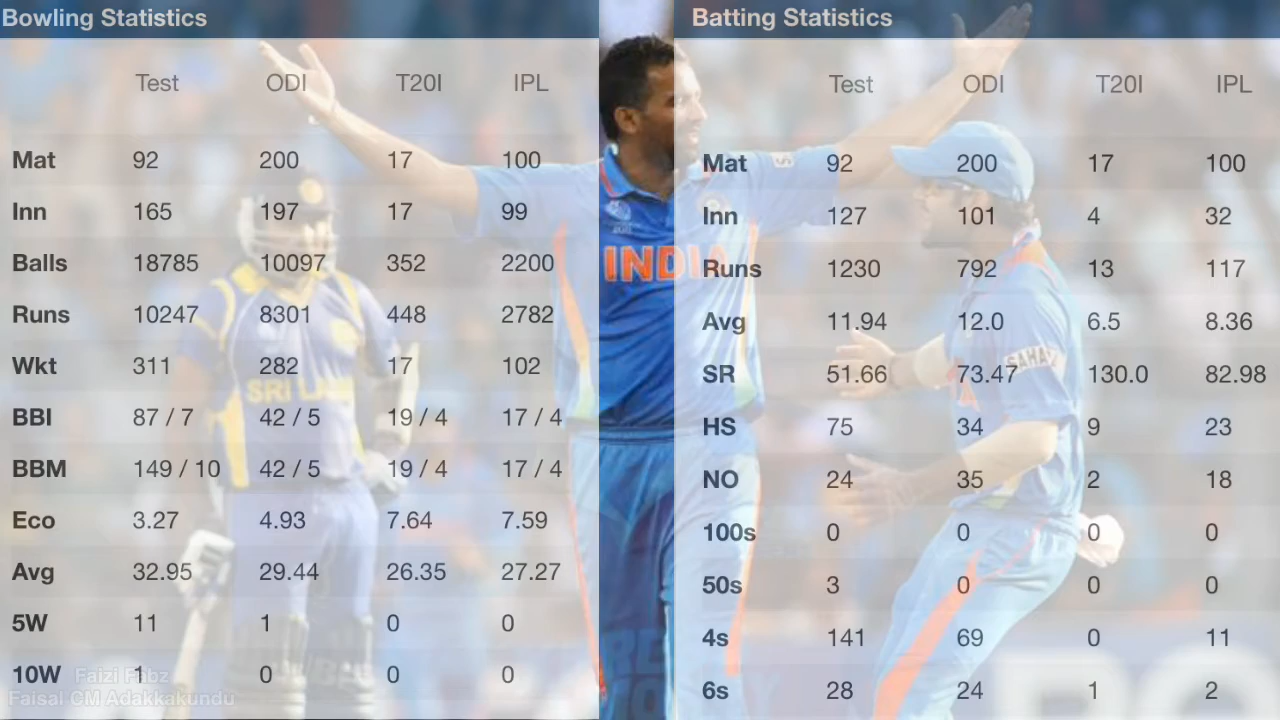 Bowling Statistics
Test ODI T20I IPL
Mat 92 200 17 100
Inn 165 197 17 99
Balls 18785 10097 352 2200
Runs 10247 8301 448 2782
Wkt 311 282 17 102
BBI 87 / 7 42 / 5 19 / 4 17 / 4
BBM 149 / 10 42 / 5 19 / 4 17 / 4
Eco 3.27 4.93 7.64 7.59
Avg 32.95 29.44 26.35 27.27
5W 11 1 0 0
10W 1 0 0 0
Faizi Fabz
Faisal CM Adakkakundu
INDIA
SRI LAN
Batting Statistics
Test ODI T20I IPL
Mat 92 200 17 100
Inn 127 101 4 32
Runs 1230 792 13 117
Avg 11.94 12.0 6.5 8.36
SR 51.66 73.47 130.0 82.98
HS 75 34 9 23
NO 24 35 2 18
100s 0 0 0 0
50s 3 0 0 0
4s 141 69 0 11
6s 28 24 1 2
SAHARA